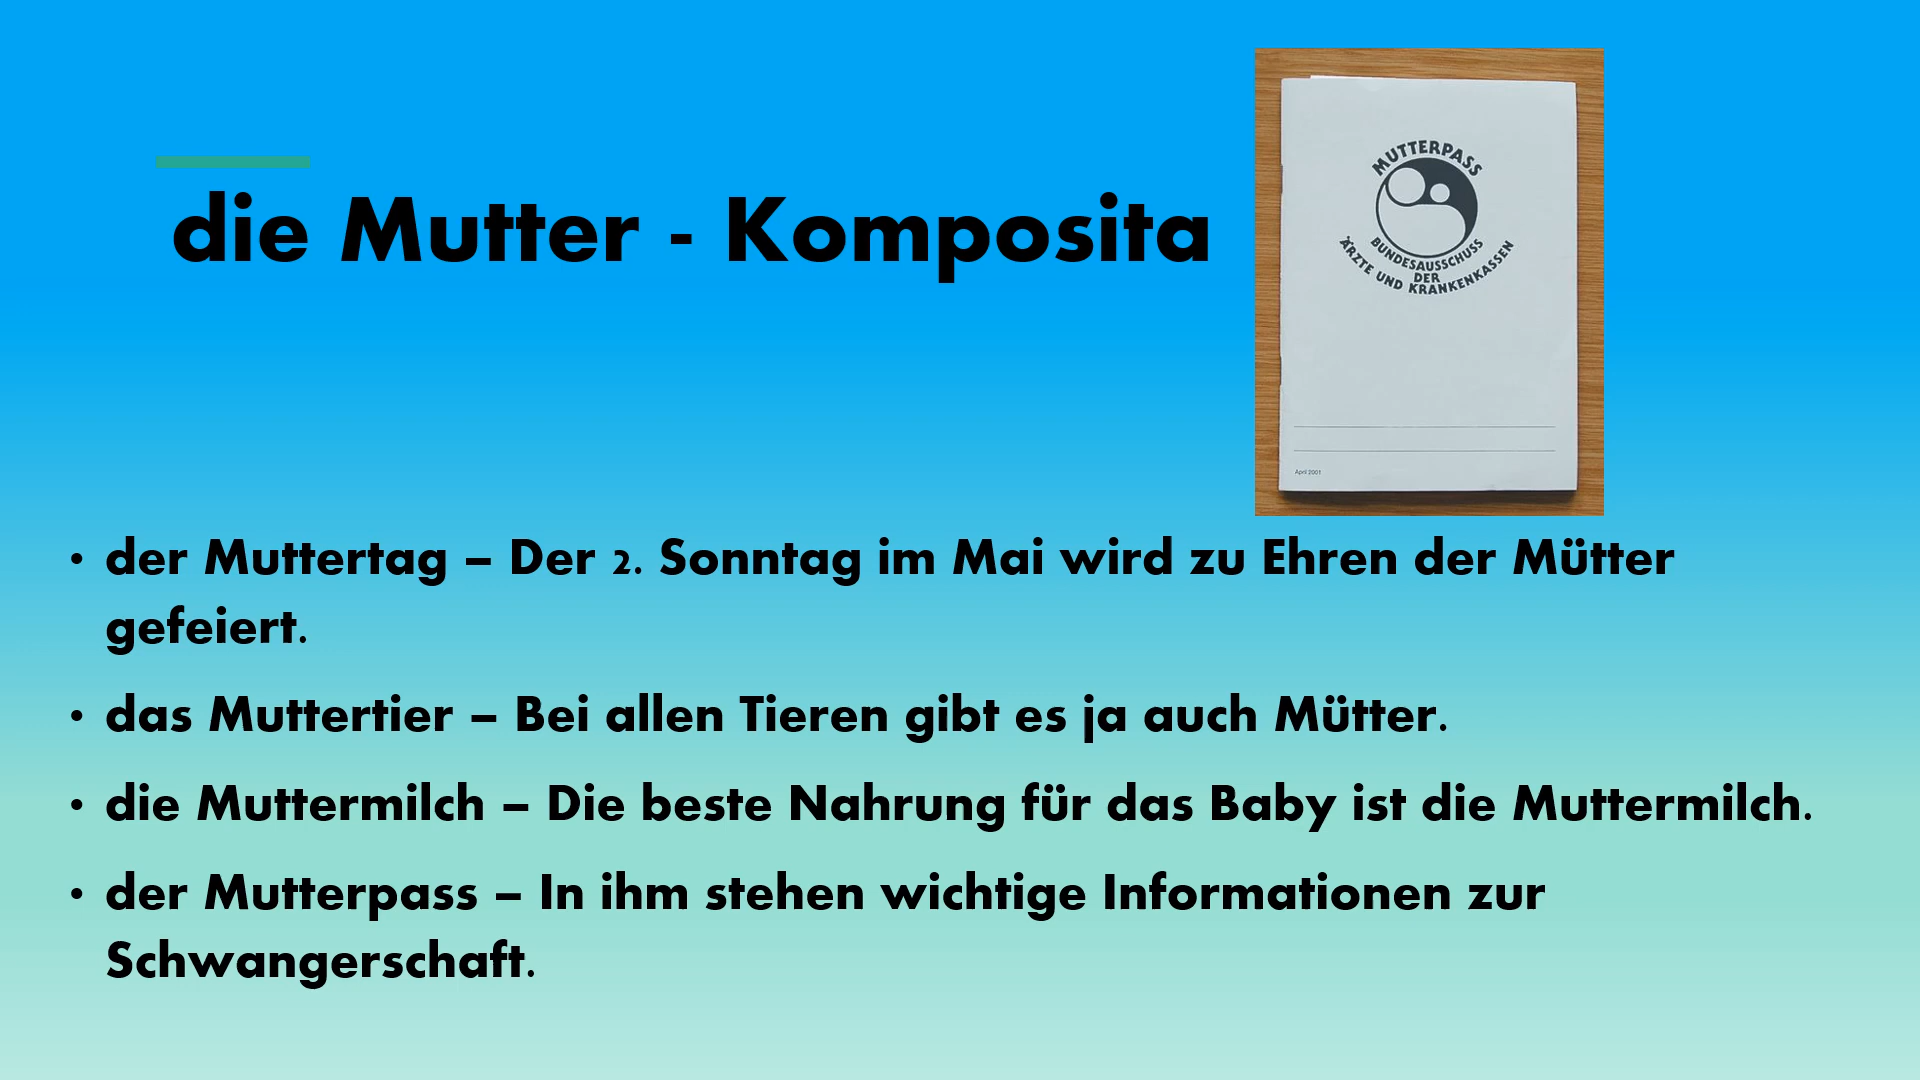 die Mutter - Komposita
MUTTERPASS
BUNDESAUSSCHUSS
DER
ÄRZTE UND KRANKENKASSEN
April 2001
• der Muttertag – Der 2. Sonntag im Mai wird zu Ehren der Mütter
gefeiert.
• das Muttertier – Bei allen Tieren gibt es ja auch Mütter.
• die Muttermilch – Die beste Nahrung für das Baby ist die Muttermilch.
• der Mutterpass – In ihm stehen wichtige Informationen zur
Schwangerschaft.